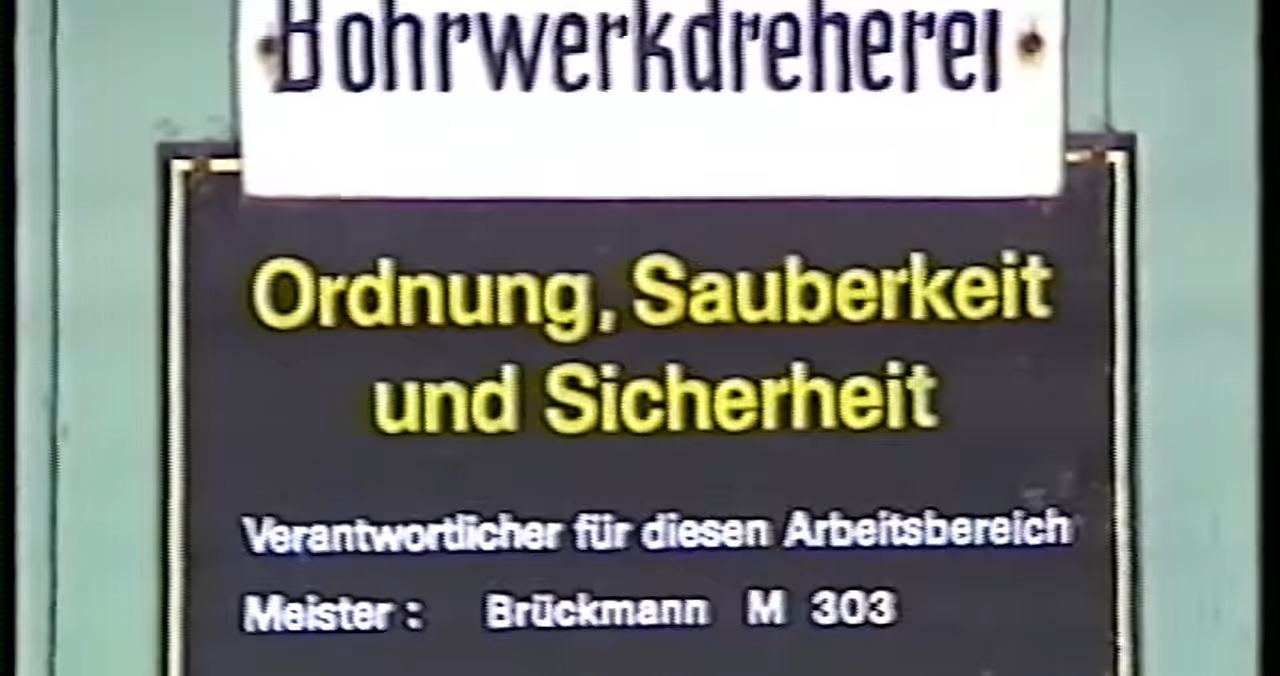 Bohrwerkdreherei
Ordnung, Sauberkeit
und Sicherheit
Verantwortlicher für diesen Arbeitsbereich
Meister : Brückmann M 303